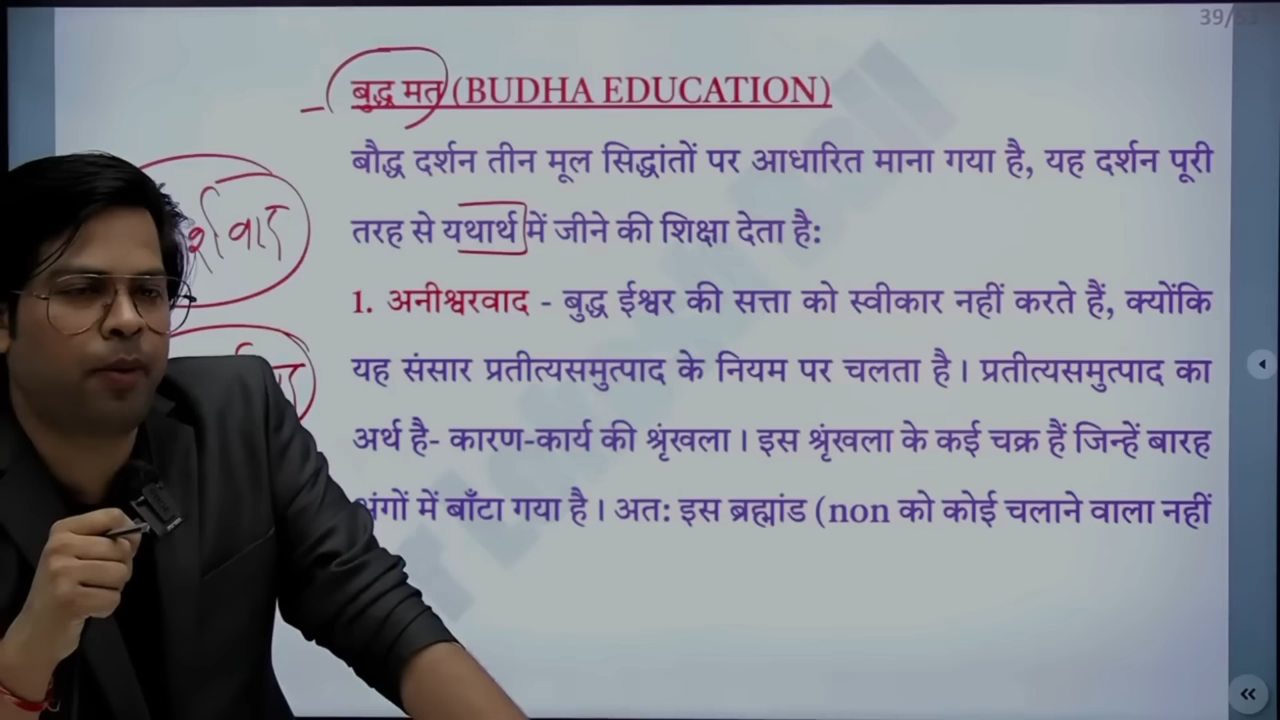 39/53
बुद्ध मत (BUDHA EDUCATION)
बौद्ध दर्शन तीन मूल सिद्धांतों पर आधारित माना गया है, यह दर्शन पूरी
तरह से यथार्थ में जीने की शिक्षा देता है:
1. अनीश्वरवाद - बुद्ध ईश्वर की सत्ता को स्वीकार नहीं करते हैं, क्योंकि
यह संसार प्रतीत्यसमुत्पाद के नियम पर चलता है। प्रतीत्यसमुत्पाद का
अर्थ है- कारण-कार्य की श्रृंखला। इस श्रृंखला के कई चक्र हैं जिन्हें बारह
अंगों में बाँटा गया है। अत: इस ब्रह्मांड (non को कोई चलाने वाला नहीं